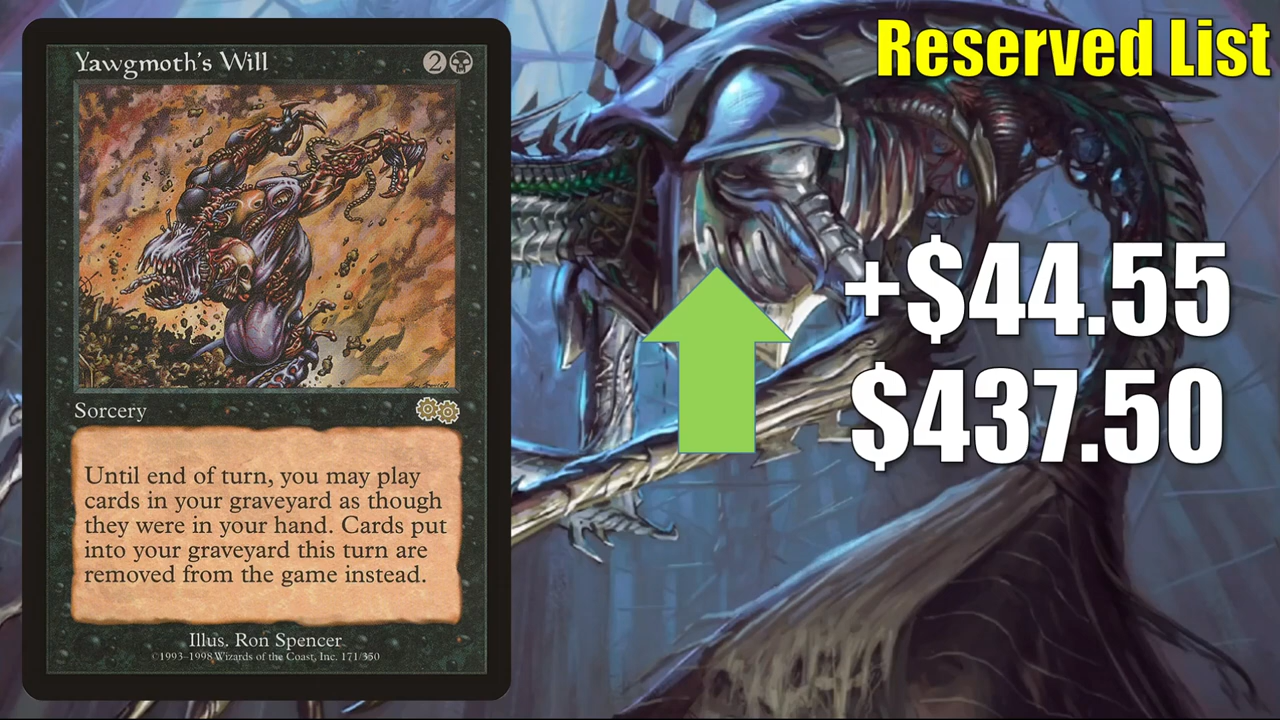 Yawgmoth's Will
2
Sorcery
Until end of turn, you may play
cards in your graveyard as though
they were in your hand. Cards put
into your graveyard this turn are
removed from the game instead.
Illus. Ron Spencer
©1993–1998 Wizards of the Coast, Inc. 171/350
Reserved List
+$44.55
$437.50